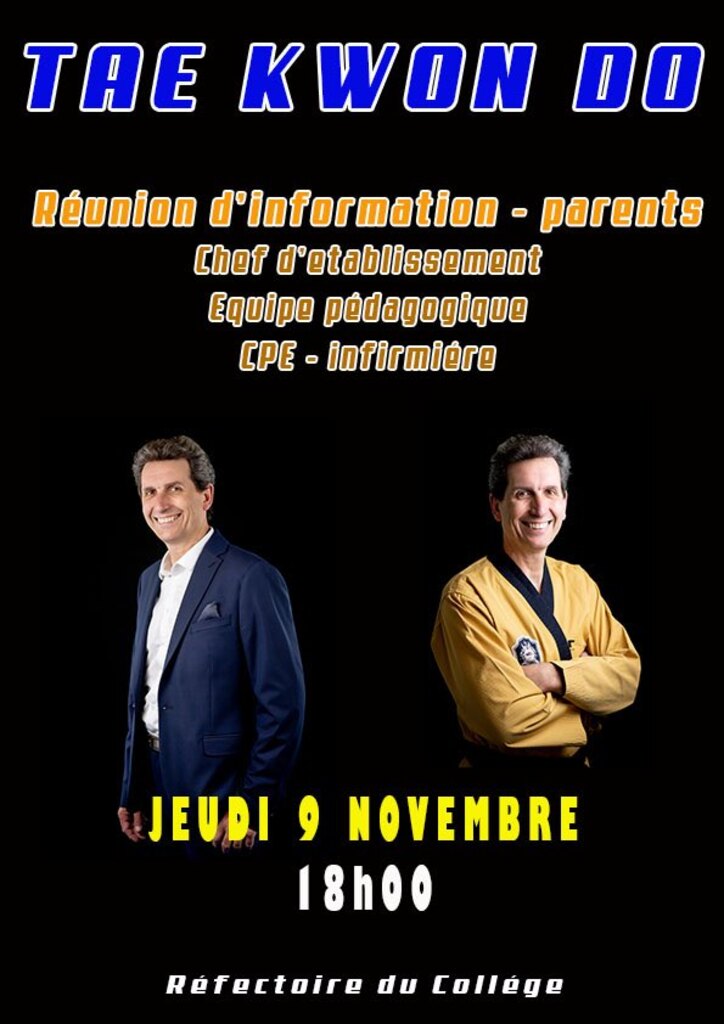 TAE KWON DO
Réunion d'information - parents
Chef d'etablissement
Equipe pédagogique
CPE - infirmiére
JEUDI 9 NOVEMBRE
18h00
Réfectoire du Collége